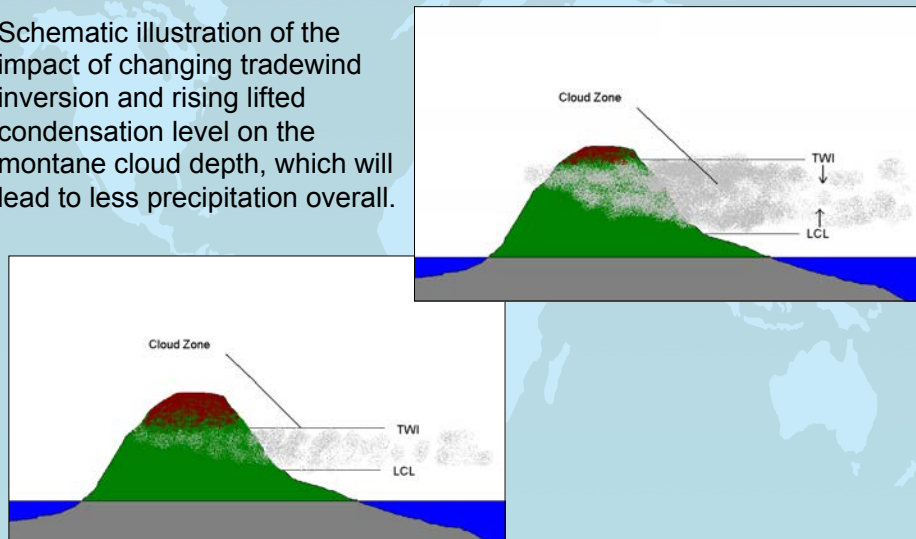 Schematic illustration of the
impact of changing tradewind
inversion and rising lifted
condensation level on the
montane cloud depth, which will
lead to less precipitation overall.
Cloud Zone
TWI
LCL
Cloud Zone
TWI
LCL